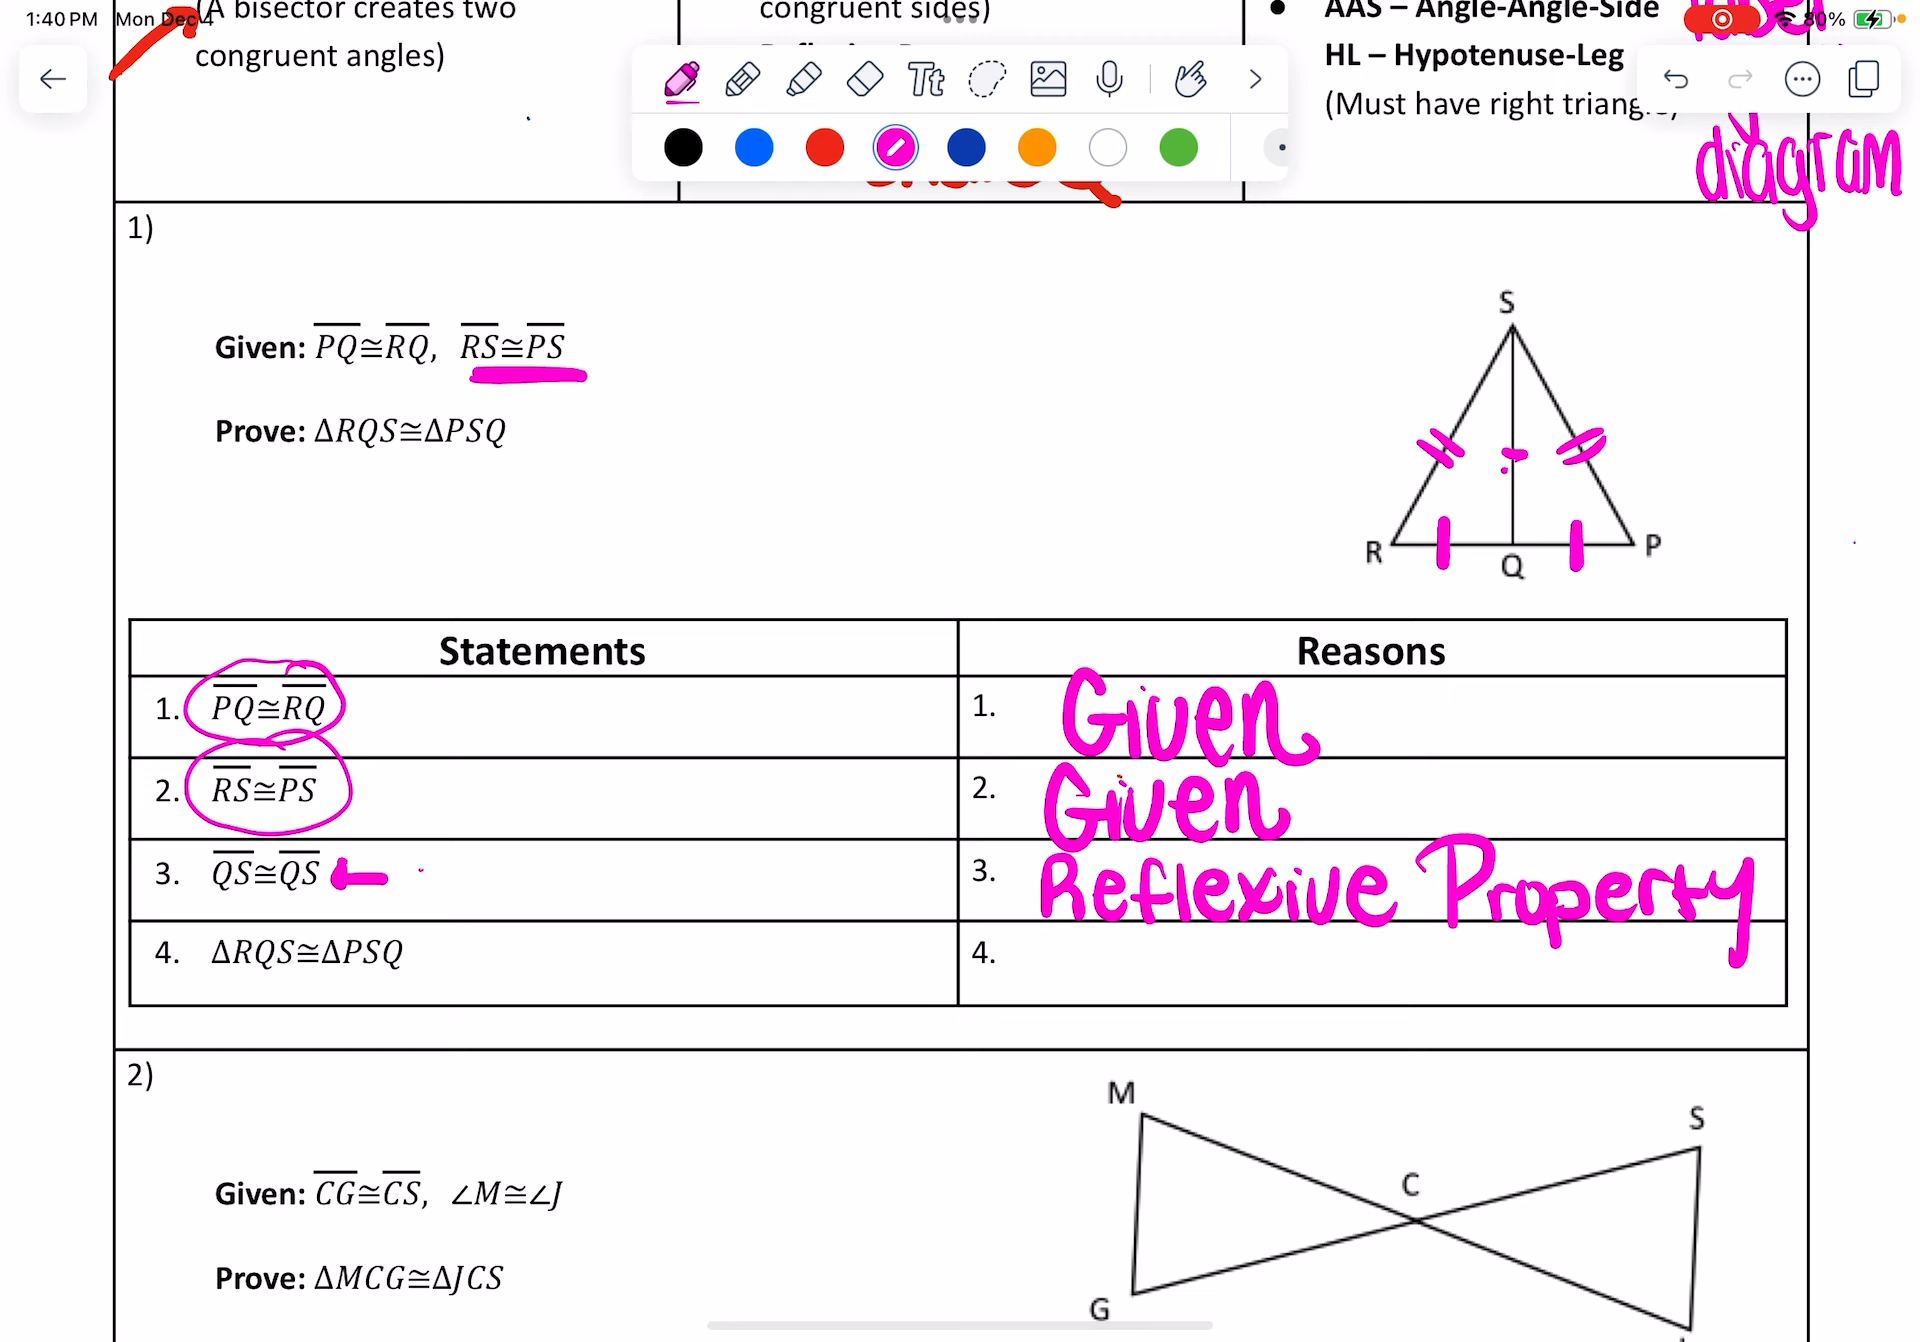 1:40 PM Mon Dec 4
80%
(A bisector creates two
congruent angles)
congruent sides)
AAS – Angle-Angle-Side
HL – Hypotenuse-Leg
(Must have right triangle)
diagram
Tt
1)
Given: PQ≅RQ, RS≅PS
Prove: ΔRQS≅ΔPSQ
S
R
Q
P
Statements
Reasons
1. PQ≅RQ
1. Given
2. RS≅PS
2. Given
3. QS≅QS
3. Reflexive Property
4. ΔRQS≅ΔPSQ
4.
2)
Given: CG≅CS, ∠M≅∠J
Prove: ΔMCG≅ΔJCS
M
S
C
G